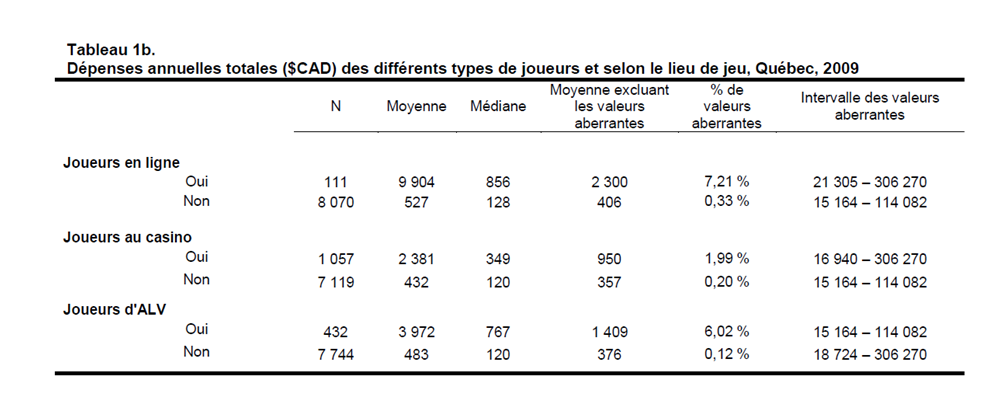 Tableau 1b.
Dépenses annuelles totales ($CAD) des différents types de joueurs et selon le lieu de jeu, Québec, 2009
N Moyenne Médiane Moyenne excluant les valeurs aberrantes % de valeurs aberrantes Intervalle des valeurs aberrantes
Joueurs en ligne
Oui 111 9 904 856 2 300 7,21 % 21 305 – 306 270
Non 8 070 527 128 406 0,33 % 15 164 – 114 082
Joueurs au casino
Oui 1 057 2 381 349 950 1,99 % 16 940 – 306 270
Non 7 119 432 120 357 0,20 % 15 164 – 114 082
Joueurs d'ALV
Oui 432 3 972 767 1 409 6,02 % 15 164 – 114 082
Non 7 744 483 120 376 0,12 % 18 724 – 306 270